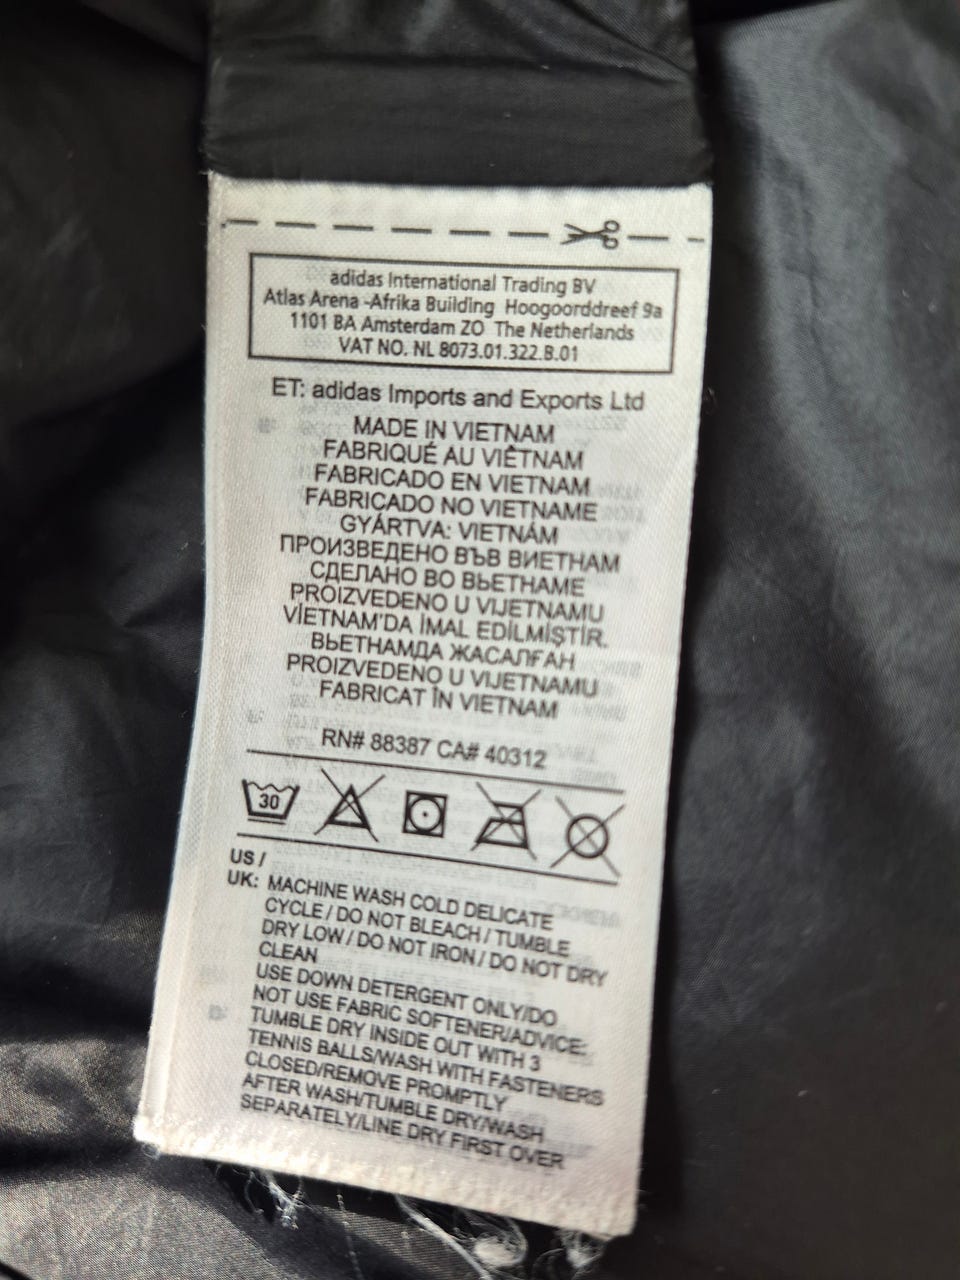 adidas International Trading BV
Atlas Arena -Afrika Building Hoogoorddreef 9a
1101 BA Amsterdam ZO The Netherlands
VAT NO. NL 8073.01.322.B.01
ET: adidas Imports and Exports Ltd
MADE IN VIETNAM
FABRIQUÉ AU VIÊTNAM
FABRICADO EN VIETNAM
FABRICADO NO VIETNAME
GYÁRTVA: VIETNÁM
ПРОИЗВЕДЕНО ВЪВ ВИЕТНАМ
СДЕЛАНО ВО ВЬЕТНАМЕ
PROIZVEDENO U VIJETNAMU
VİETNAM'DA İMAL EDİLMİŞTİR.
ВЬЕТНАМДА ЖАСАЛҒАН
PROIZVEDENO U VIJETNAMU
FABRICAT ÎN VIETNAM
RN# 88387 CA# 40312
30
US /
UK: MACHINE WASH COLD DELICATE
CYCLE / DO NOT BLEACH / TUMBLE
DRY LOW / DO NOT IRON / DO NOT DRY
CLEAN
USE DOWN DETERGENT ONLY/DO
NOT USE FABRIC SOFTENER/ADVICE:
TUMBLE DRY INSIDE OUT WITH 3
TENNIS BALLS/WASH WITH FASTENERS
CLOSED/REMOVE PROMPTLY
AFTER WASH/TUMBLE DRY/WASH
SEPARATELY/LINE DRY FIRST OVER